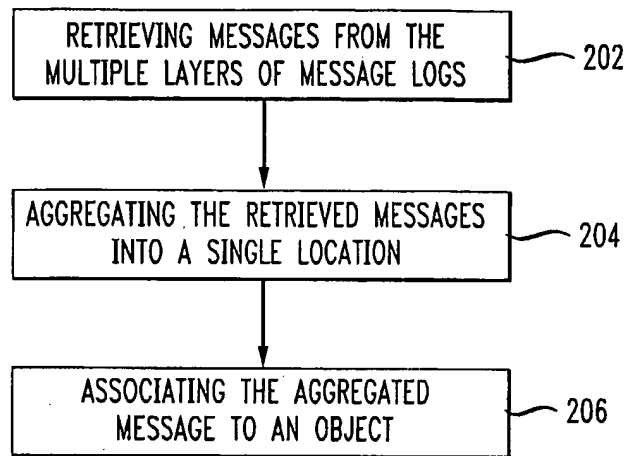 RETRIEVING MESSAGES FROM THE
MULTIPLE LAYERS OF MESSAGE LOGS
202
AGGREGATING THE RETRIEVED MESSAGES
INTO A SINGLE LOCATION
204
ASSOCIATING THE AGGREGATED
MESSAGE TO AN OBJECT
206